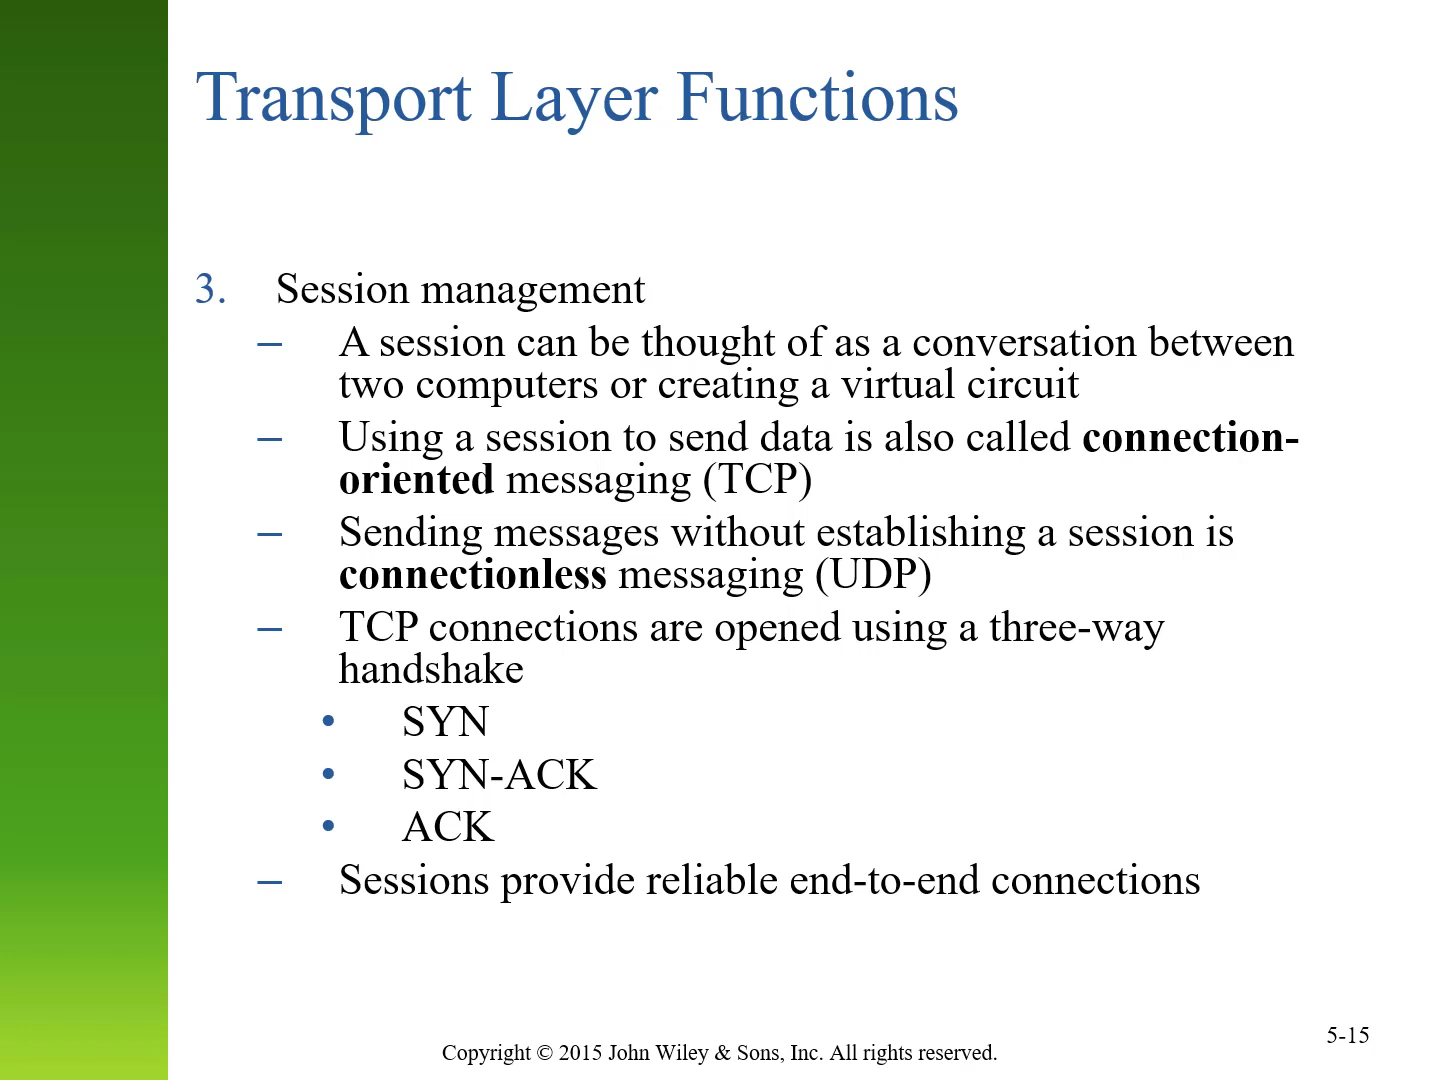 Transport Layer Functions
3. Session management
– A session can be thought of as a conversation between
two computers or creating a virtual circuit
– Using a session to send data is also called connection-
oriented messaging (TCP)
– Sending messages without establishing a session is
connectionless messaging (UDP)
– TCP connections are opened using a three-way
handshake
• SYN
• SYN-ACK
• ACK
– Sessions provide reliable end-to-end connections
5-15
Copyright © 2015 John Wiley & Sons, Inc. All rights reserved.